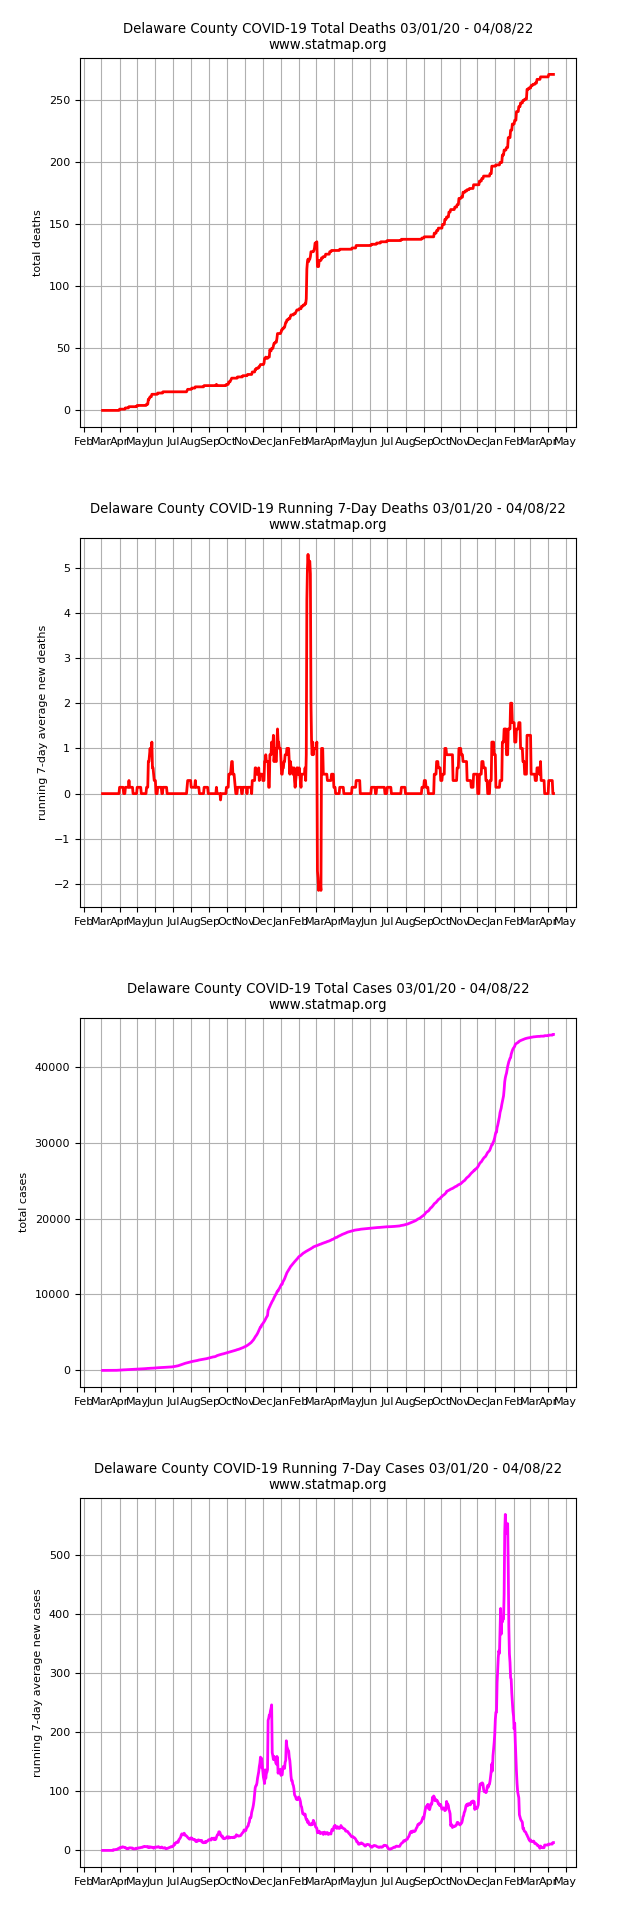 Delaware County COVID-19 Total Deaths 03/01/20 - 04/08/22
www.statmap.org
250
200
150
100
50
0
total deaths
Feb Mar Apr May Jun Jul Aug Sep Oct Nov Dec Jan Feb Mar Apr May Jun Jul Aug Sep Oct Nov Dec Jan Feb Mar Apr May
Delaware County COVID-19 Running 7-Day Deaths 03/01/20 - 04/08/22
www.statmap.org
5
4
3
2
1
0
−1
−2
running 7-day average new deaths
Feb Mar Apr May Jun Jul Aug Sep Oct Nov Dec Jan Feb Mar Apr May Jun Jul Aug Sep Oct Nov Dec Jan Feb Mar Apr May
Delaware County COVID-19 Total Cases 03/01/20 - 04/08/22
www.statmap.org
40000
30000
20000
10000
0
total cases
Feb Mar Apr May Jun Jul Aug Sep Oct Nov Dec Jan Feb Mar Apr May Jun Jul Aug Sep Oct Nov Dec Jan Feb Mar Apr May
Delaware County COVID-19 Running 7-Day Cases 03/01/20 - 04/08/22
www.statmap.org
500
400
300
200
100
0
running 7-day average new cases
Feb Mar Apr May Jun Jul Aug Sep Oct Nov Dec Jan Feb Mar Apr May Jun Jul Aug Sep Oct Nov Dec Jan Feb Mar Apr May